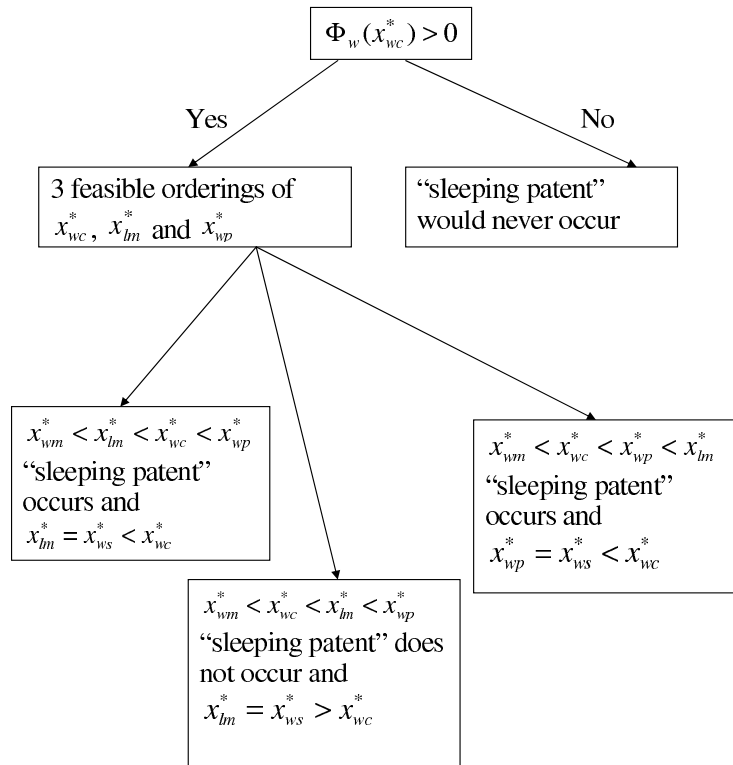 Φ_w(x*_wc) > 0
Yes
No
3 feasible orderings of
x*_wc, x*_lm and x*_wp
“sleeping patent”
would never occur
x*_wm < x*_lm < x*_wc < x*_wp
“sleeping patent”
occurs and
x*_lm = x*_ws < x*_wc
x*_wm < x*_wc < x*_wp < x*_lm
“sleeping patent”
occurs and
x*_wp = x*_ws < x*_wc
x*_wm < x*_wc < x*_lm < x*_wp
“sleeping patent” does
not occur and
x*_lm = x*_ws > x*_wc